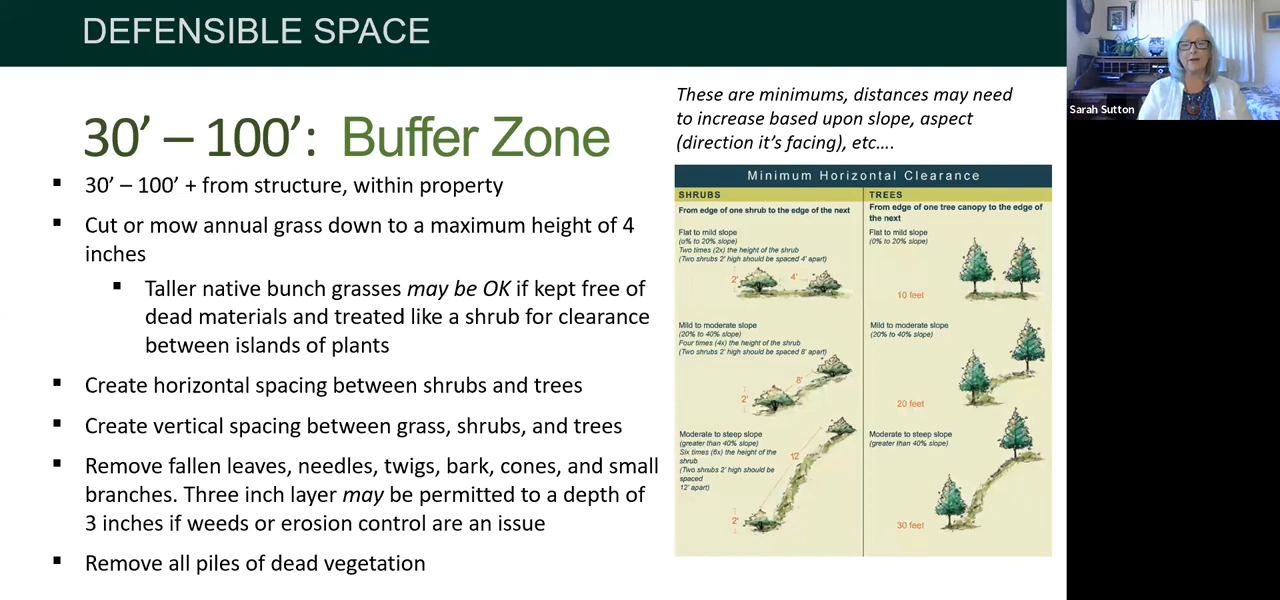 DEFENSIBLE SPACE
30’ – 100’: Buffer Zone
▪ 30’ – 100’ + from structure, within property
▪ Cut or mow annual grass down to a maximum height of 4
inches
▪ Taller native bunch grasses may be OK if kept free of
dead materials and treated like a shrub for clearance
between islands of plants
▪ Create horizontal spacing between shrubs and trees
▪ Create vertical spacing between grass, shrubs, and trees
▪ Remove fallen leaves, needles, twigs, bark, cones, and small
branches. Three inch layer may be permitted to a depth of
3 inches if weeds or erosion control are an issue
▪ Remove all piles of dead vegetation
These are minimums, distances may need
to increase based upon slope, aspect
(direction it’s facing), etc….
Minimum Horizontal Clearance
SHRUBS
From edge of one shrub to the edge of the next
Flat to mild slope
(0% to 20% slope)
Two times (2x) the height of the shrub
(Two shrubs 2' high should be spaced 4' apart)
2'
4'
Mild to moderate slope
(20% to 40% slope)
Four times (4x) the height of the shrub
(Two shrubs 2' high should be spaced 8' apart)
8'
2'
Moderate to steep slope
(greater than 40% slope)
Six times (6x) the height of the
shrub
(Two shrubs 2' high should be
spaced
12' apart)
12'
2'
TREES
From edge of one tree canopy to the edge of
the next
Flat to mild slope
(0% to 20% slope)
10 feet
Mild to moderate slope
(20% to 40% slope)
20 feet
Moderate to steep slope
(greater than 40% slope)
30 feet
Sarah Sutton